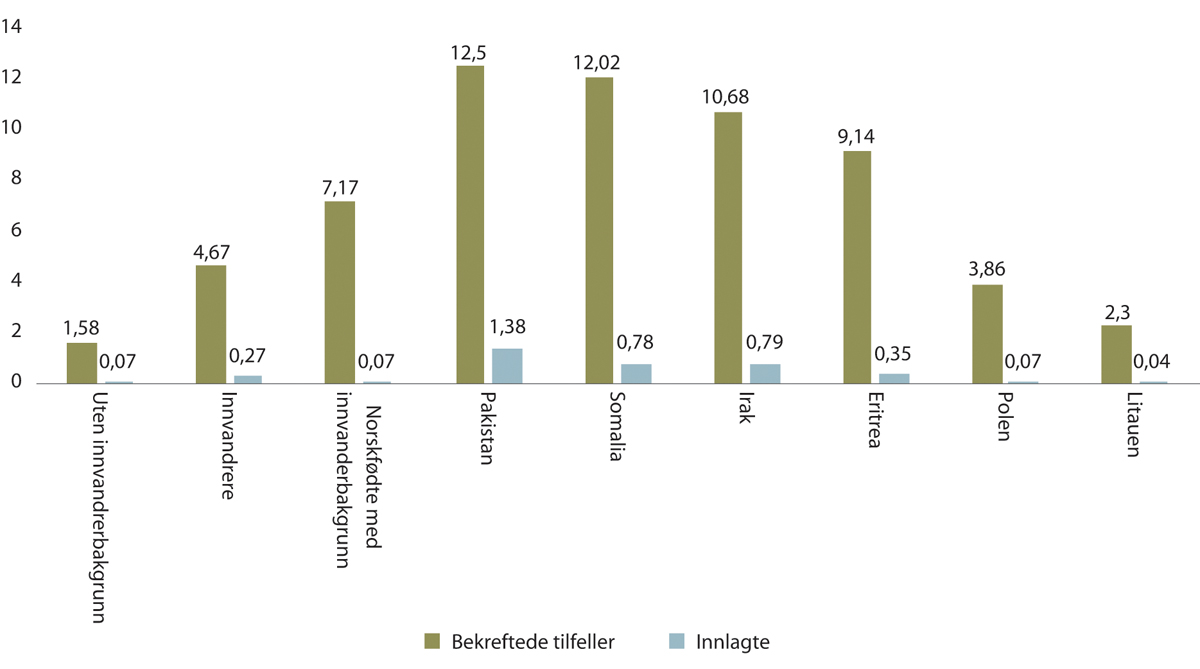 14
12
10
8
6
4
2
0
1,58
0,07
4,67
0,27
7,17
0,07
12,5
1,38
12,02
0,78
10,68
0,79
9,14
0,35
3,86
0,07
2,3
0,04
Uten innvandrerbakgrunn
Innvandrere
Norskfødte med
innvanderbakgrunn
Pakistan
Somalia
Irak
Eritrea
Polen
Litauen
Bekreftede tilfeller
Innlagte